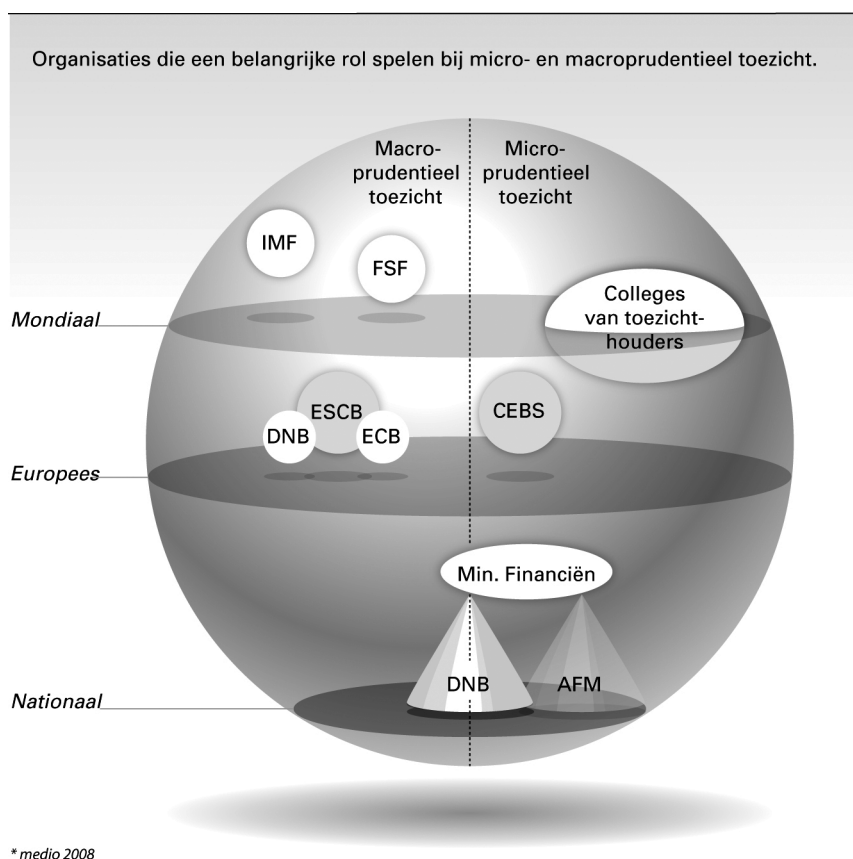 Organisaties die een belangrijke rol spelen bij micro- en macroprudentieel toezicht.
Macro-
prudentieel
toezicht
Micro-
prudentieel
toezicht
IMF
FSF
Colleges
van toezicht-
houders
Mondiaal
ESCB
DNB
ECB
CEBS
Europees
Min. Financiën
DNB
AFM
Nationaal
* medio 2008